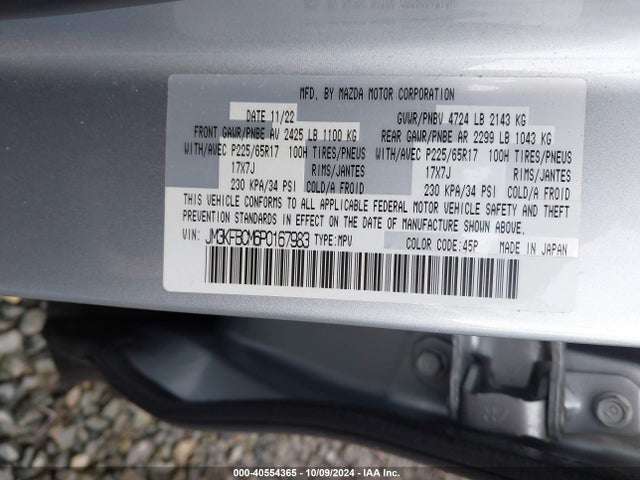 MFD. BY MAZDA MOTOR CORPORATION
DATE 11/22 GVWR/PNBV 4724 LB 2143 KG
FRONT GAWR/PNBE AV 2425 LB 1100 KG REAR GAWR/PNBE AR 2299 LB 1043 KG
WITH/AVEC P225/65R17 100H TIRES/PNEUS WITH/AVEC P225/65R17 100H TIRES/PNEUS
17X7J RIMS/JANTES 17X7J RIMS/JANTES
230 KPA/34 PSI COLD/A FROID 230 KPA/34 PSI COLD/A FROID
THIS VEHICLE CONFORMS TO ALL APPLICABLE FEDERAL MOTOR VEHICLE SAFETY AND THEFT
PREVENTION STANDARDS IN EFFECT ON THE DATE OF MANUFACTURE SHOWN ABOVE.
VIN: JM3KFBCM6P0167983 TYPE:MPV COLOR CODE:45P MADE IN JAPAN
000-40554365 - 10/09/2024 - IAA Inc.